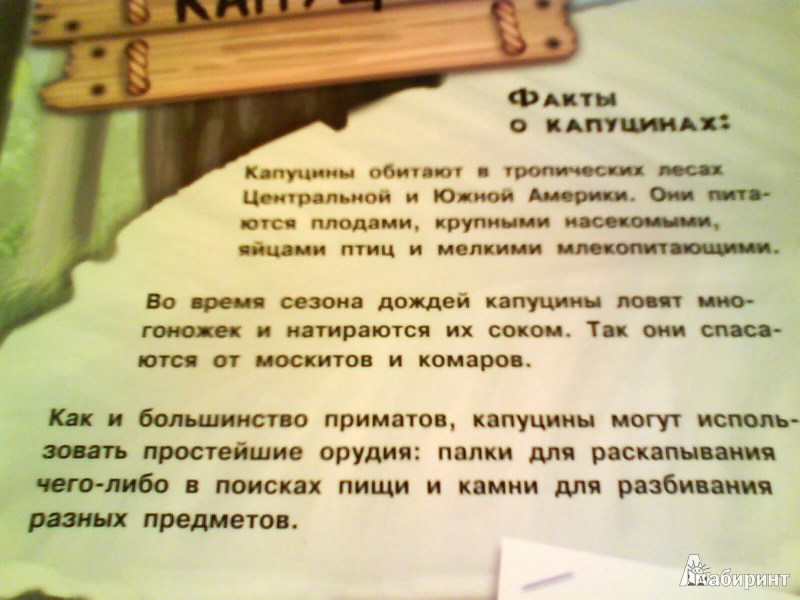 Факты
о капуцинах:
Капуцины обитают в тропических лесах
Центральной и Южной Америки. Они пита-
ются плодами, крупными насекомыми,
яйцами птиц и мелкими млекопитающими.
Во время сезона дождей капуцины ловят мно-
гоножек и натираются их соком. Так они спаса-
ются от москитов и комаров.
Как и большинство приматов, капуцины могут исполь-
зовать простейшие орудия: палки для раскапывания
чего-либо в поисках пищи и камни для разбивания
разных предметов.
Лабиринт